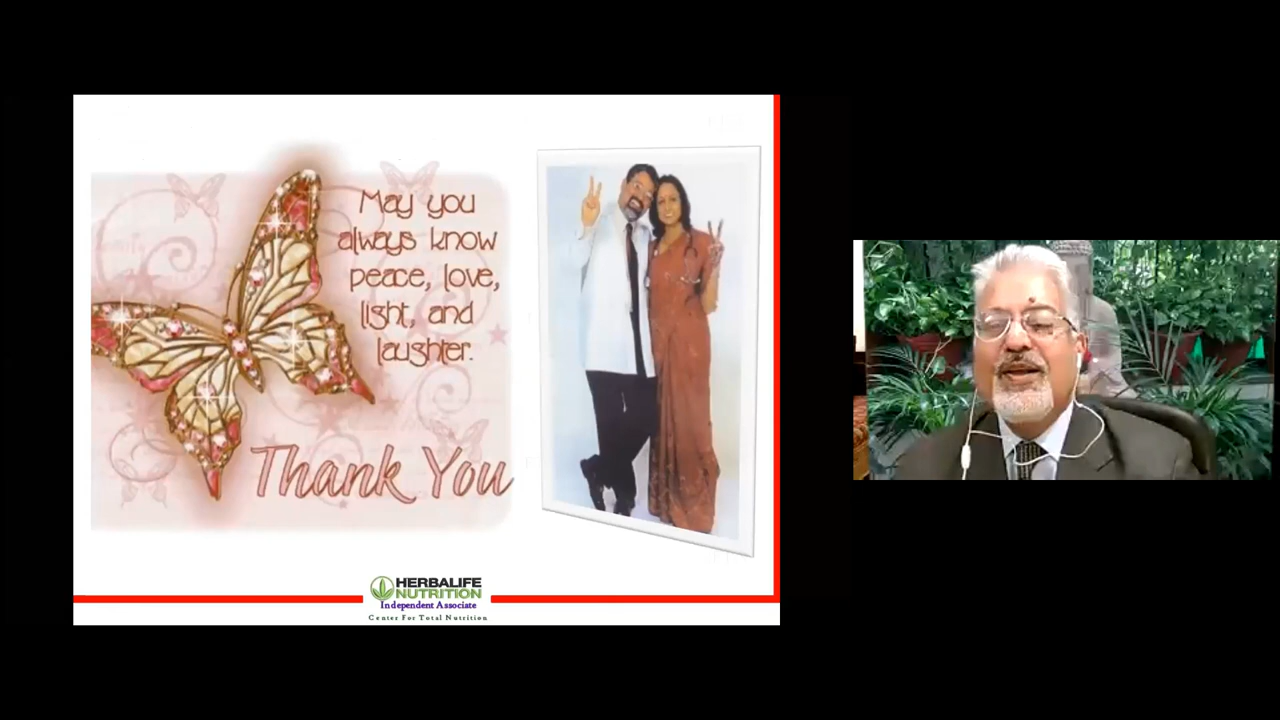 May you
always know
peace, love,
light, and
laughter.
Thank You
HERBALIFE
NUTRITION
Independent Associate
Center For Total Nutrition